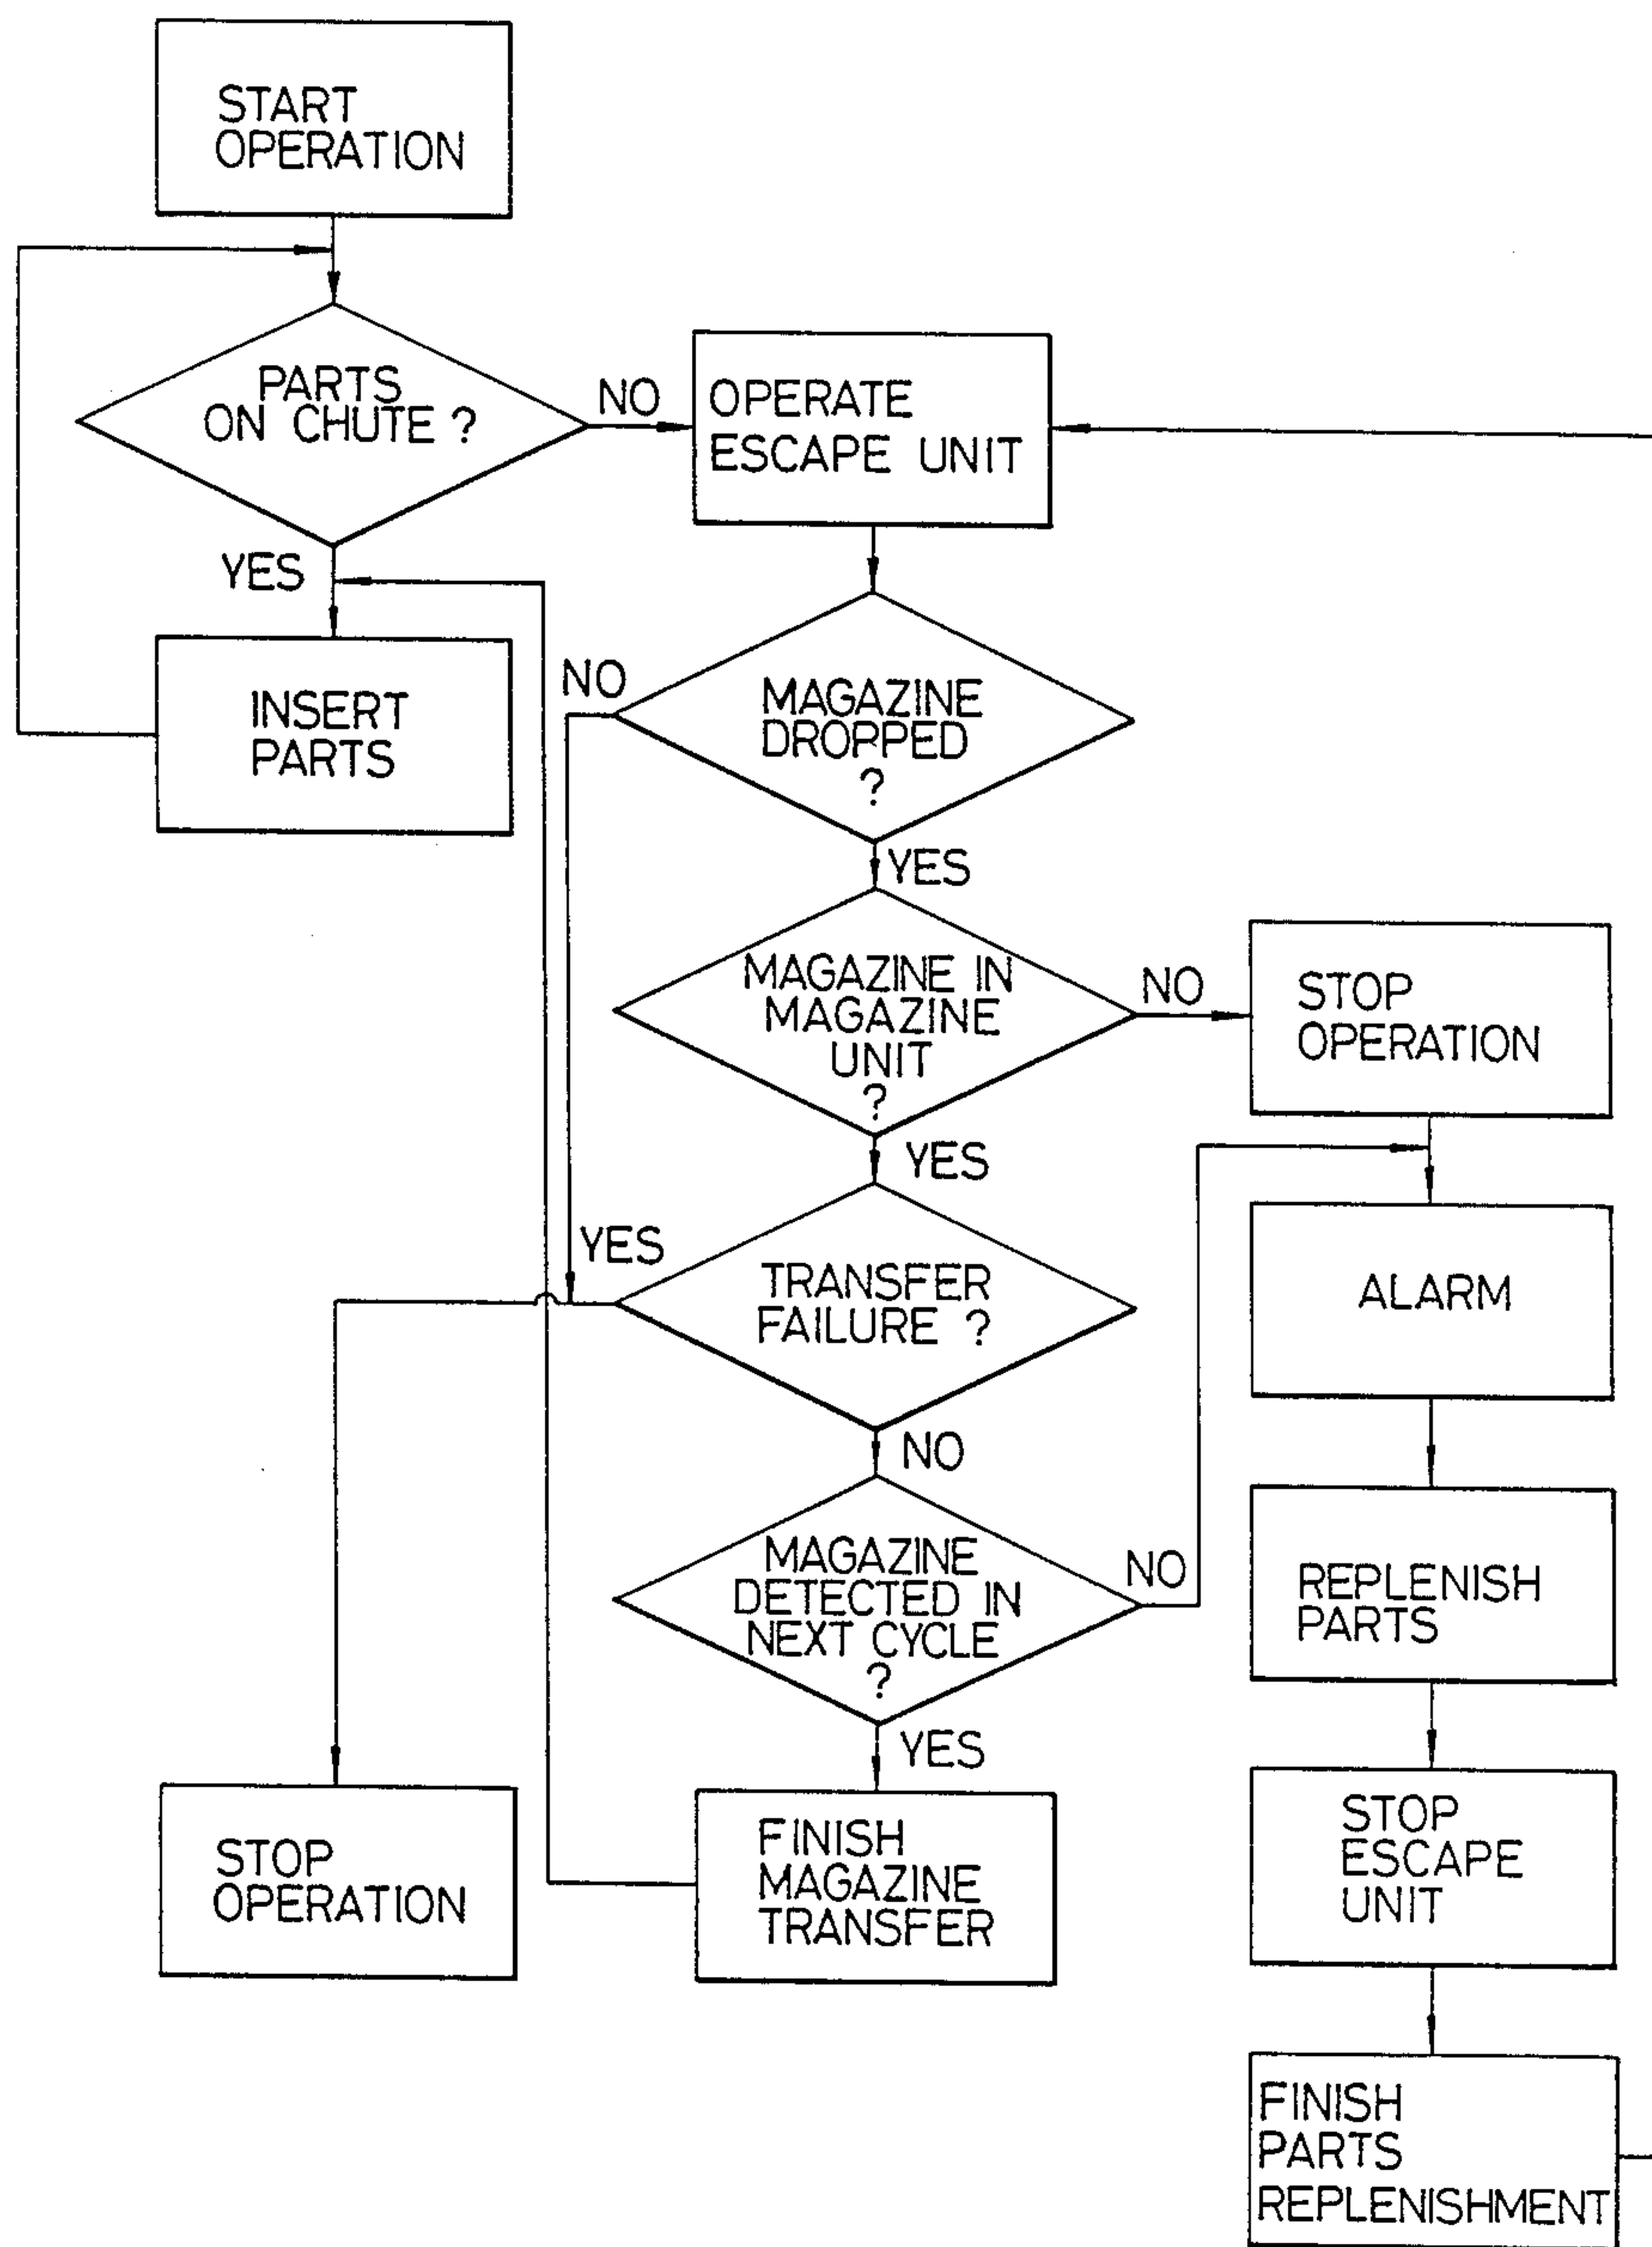 START
OPERATION
PARTS
ON CHUTE ?
NO
OPERATE
ESCAPE UNIT
YES
INSERT
PARTS
NO
MAGAZINE
DROPPED
?
YES
MAGAZINE IN
MAGAZINE
UNIT
?
NO
STOP
OPERATION
YES
YES
TRANSFER
FAILURE ?
ALARM
NO
MAGAZINE
DETECTED IN
NEXT CYCLE
?
NO
REPLENISH
PARTS
YES
STOP
OPERATION
FINISH
MAGAZINE
TRANSFER
STOP
ESCAPE
UNIT
FINISH
PARTS
REPLENISHMENT